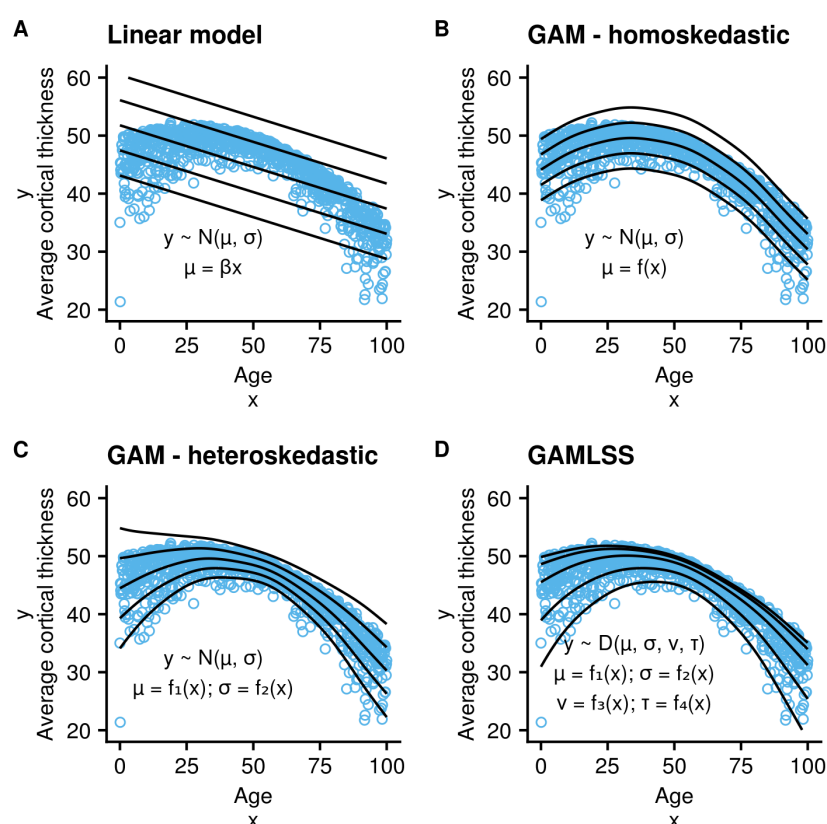 A
Linear model
60
50
40
30
20
y
Average cortical thickness
y ~ N(μ, σ)
μ = βx
0 25 50 75 100
Age
x
B
GAM - homoskedastic
60
50
40
30
20
y
Average cortical thickness
y ~ N(μ, σ)
μ = f(x)
0 25 50 75 100
Age
x
C
GAM - heteroskedastic
60
50
40
30
20
y
Average cortical thickness
y ~ N(μ, σ)
μ = f₁(x); σ = f₂(x)
0 25 50 75 100
Age
x
D
GAMLSS
60
50
40
30
20
y
Average cortical thickness
y ~ D(μ, σ, ν, τ)
μ = f₁(x); σ = f₂(x)
ν = f₃(x); τ = f₄(x)
0 25 50 75 100
Age
x